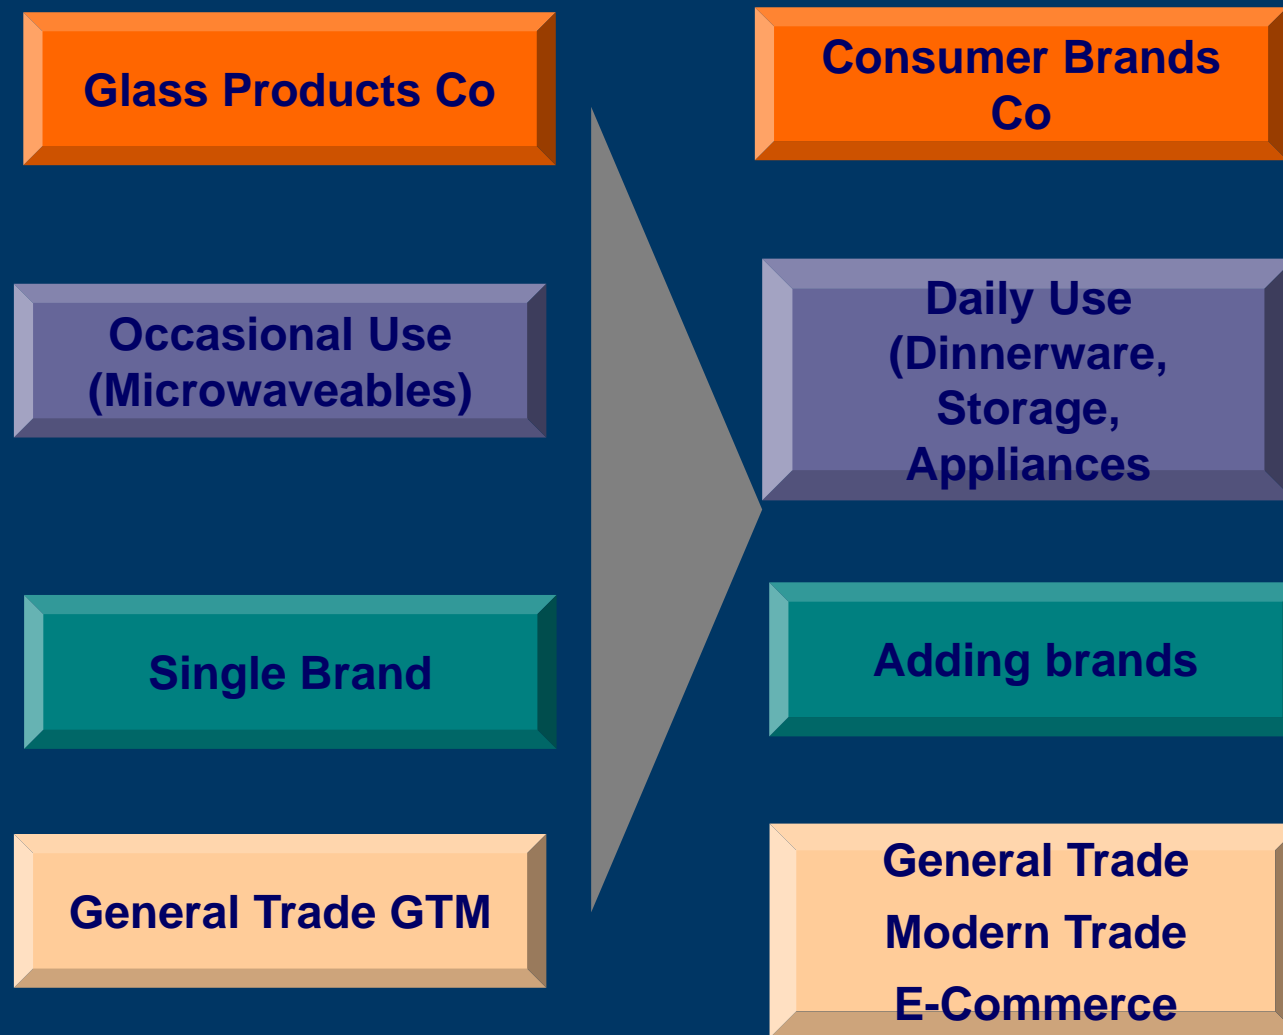 Glass Products Co
Consumer Brands
Co
Occasional Use
(Microwaveables)
Daily Use
(Dinnerware,
Storage,
Appliances
Single Brand
Adding brands
General Trade GTM
General Trade
Modern Trade
E-Commerce